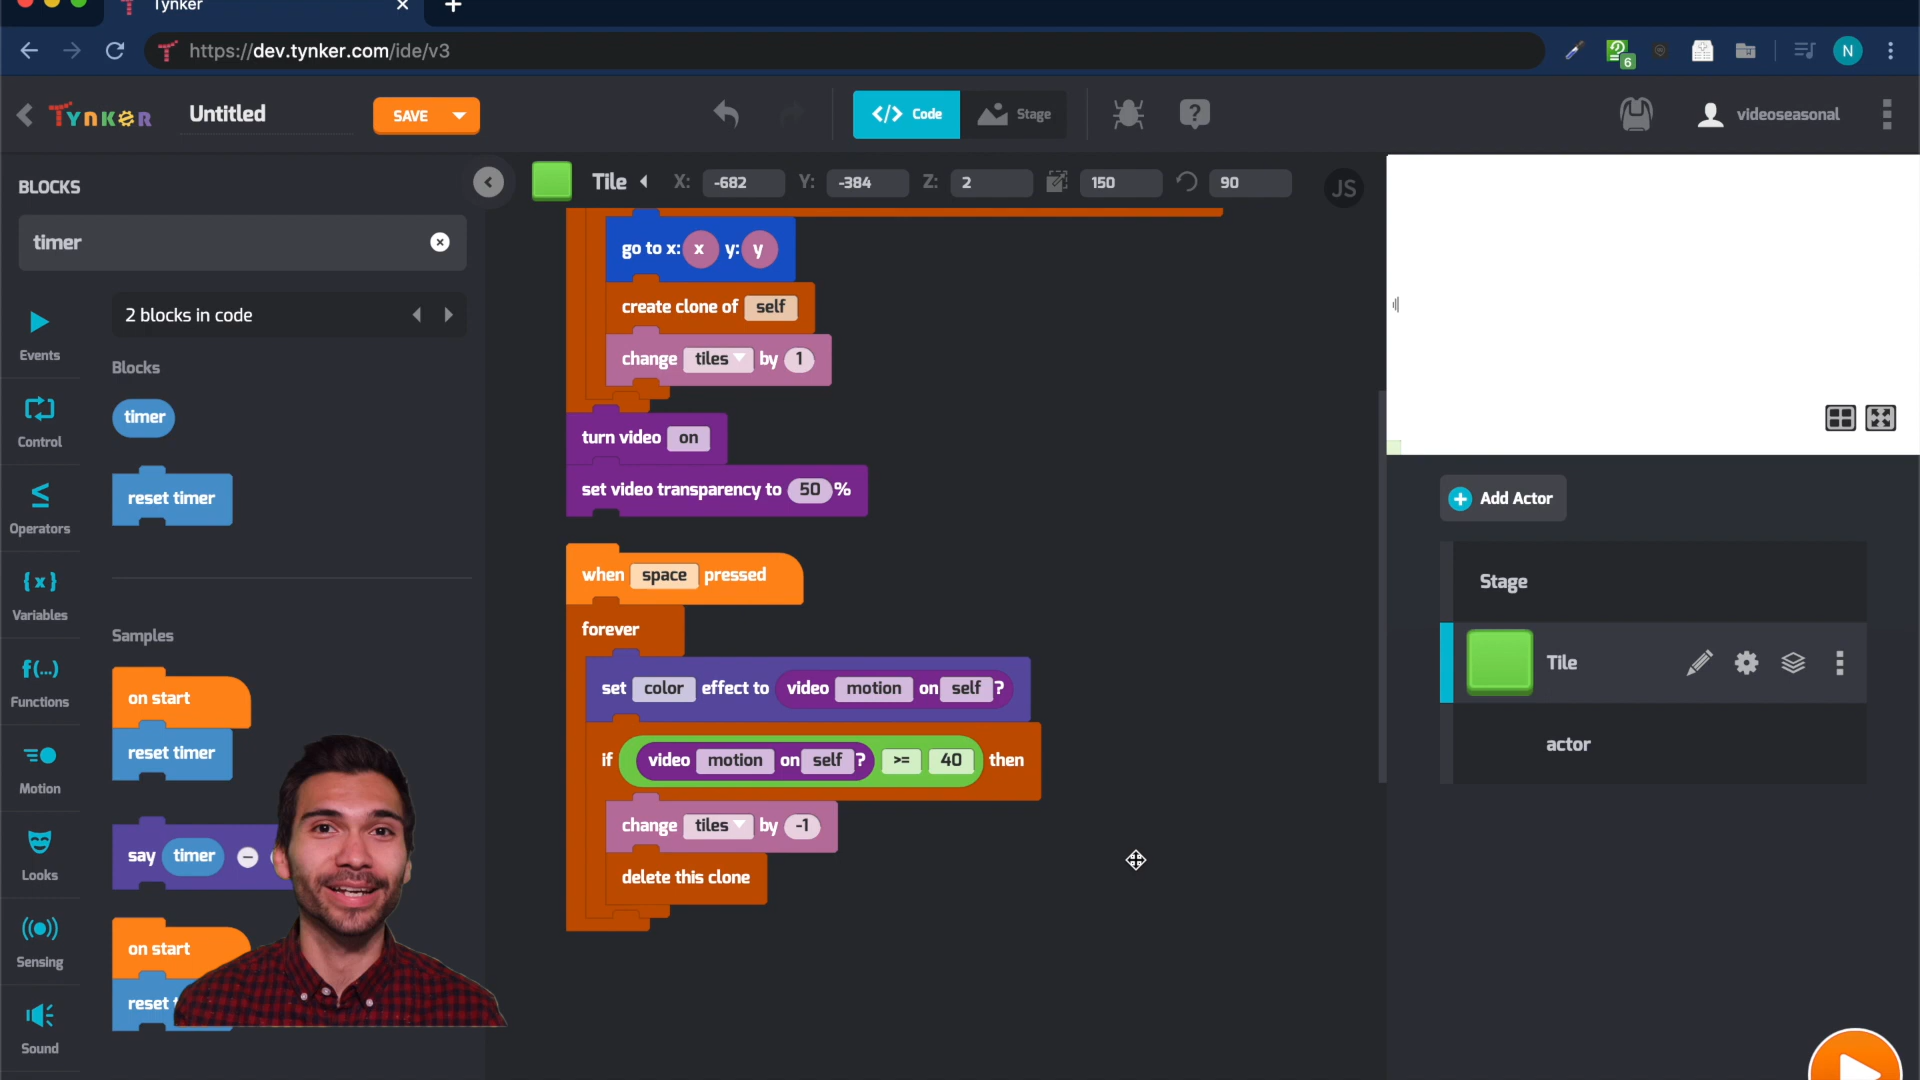 Tynker
https://dev.tynker.com/ide/v3
6
N
TYNKER
Untitled
SAVE
</> Code
Stage
?
videoseasonal
BLOCKS
timer
Tile
X: -682
Y: -384
Z: 2
150
90
JS
2 blocks in code
Blocks
timer
reset timer
Samples
on start
reset timer
say timer
on start
reset
Events
Control
Operators
{x}
Variables
f(...)
Functions
Motion
Looks
Sensing
Sound
go to x: x y: y
create clone of self
change tiles by 1
turn video on
set video transparency to 50 %
when space pressed
forever
set color effect to video motion on self ?
if video motion on self ? >= 40 then
change tiles by -1
delete this clone
Add Actor
Stage
Tile
actor